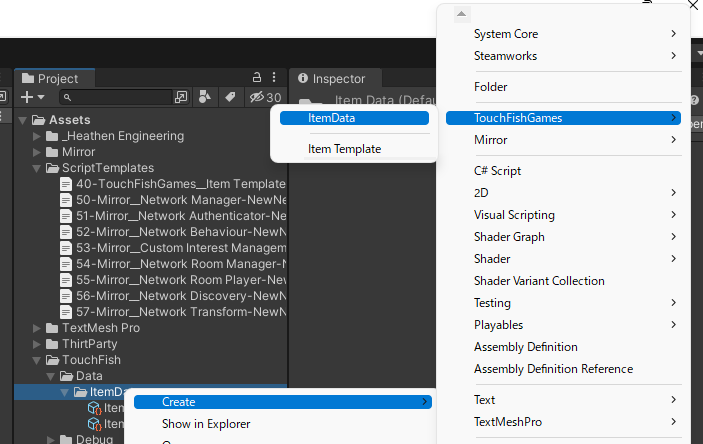 Project
Inspector
30
Item Data (Defau
Assets
_Heathen Engineering
Mirror
ScriptTemplates
40-TouchFishGames__Item Template
50-Mirror__Network Manager-NewNe
51-Mirror__Network Authenticator-New
52-Mirror__Network Behaviour-NewN
53-Mirror__Custom Interest Managem
54-Mirror__Network Room Manager-
55-Mirror__Network Room Player-Ne
56-Mirror__Network Discovery-NewN
57-Mirror__Network Transform-NewN
TextMesh Pro
ThirtParty
TouchFish
Data
ItemDa
Item
Item
Debug
Create
Show in Explorer
ItemData
Item Template
System Core
Steamworks
Folder
TouchFishGames
Mirror
C# Script
2D
Visual Scripting
Shader Graph
Shader
Shader Variant Collection
Testing
Playables
Assembly Definition
Assembly Definition Reference
Text
TextMeshPro